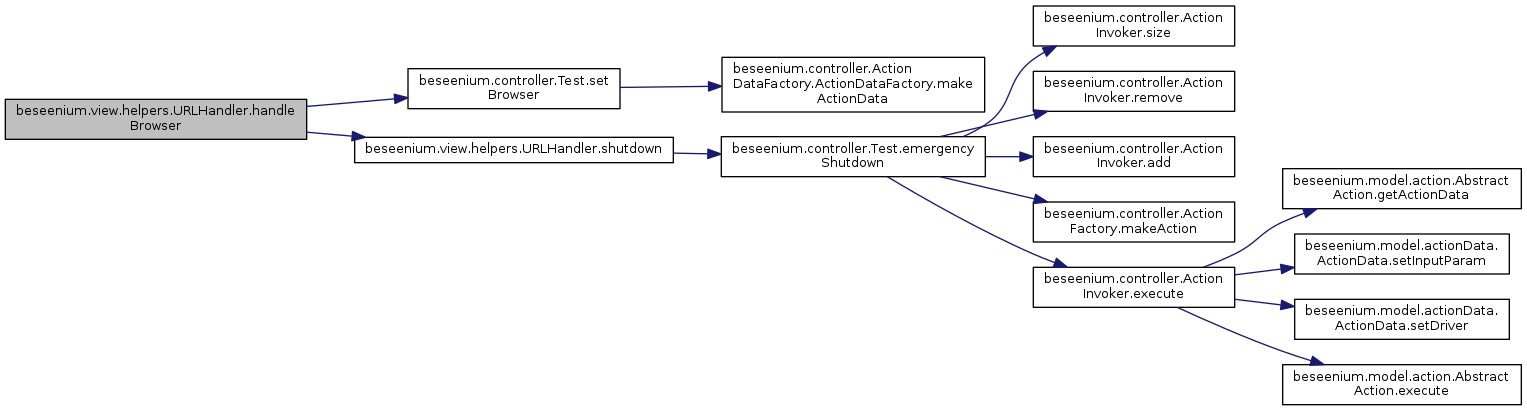 beseenium.view.helpers.URLHandler.handle
Browser
beseenium.controller.Test.set
Browser
beseenium.view.helpers.URLHandler.shutdown
beseenium.controller.Action
DataFactory.ActionDataFactory.make
ActionData
beseenium.controller.Test.emergency
Shutdown
beseenium.controller.Action
Invoker.size
beseenium.controller.Action
Invoker.remove
beseenium.controller.Action
Invoker.add
beseenium.controller.Action
Factory.makeAction
beseenium.controller.Action
Invoker.execute
beseenium.model.action.Abstract
Action.getActionData
beseenium.model.actionData.
ActionData.setInputParam
beseenium.model.actionData.
ActionData.setDriver
beseenium.model.action.Abstract
Action.execute